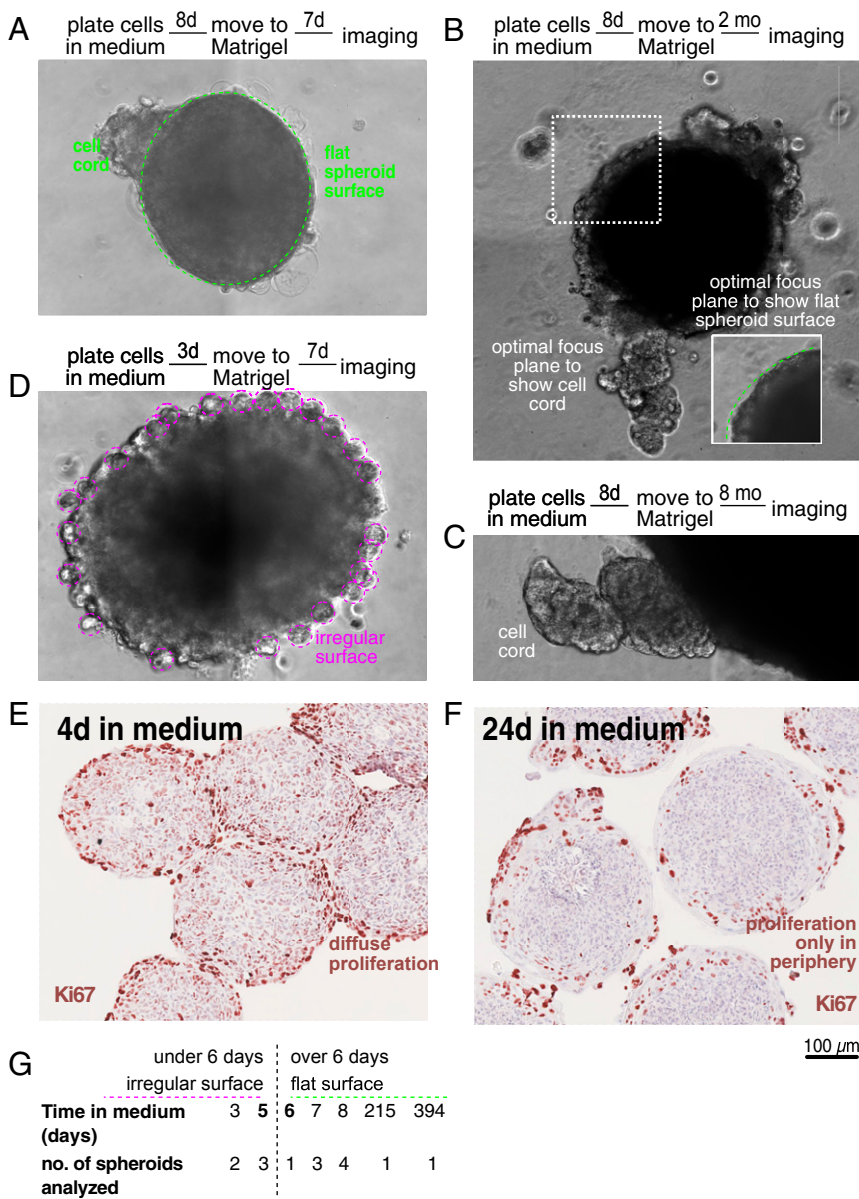 A
plate cells 8d move to 7d imaging
in medium Matrigel
cell
cord
flat
spheroid
surface
B
plate cells 8d move to 2 mo imaging
in medium Matrigel
optimal focus
plane to show flat
spheroid surface
optimal focus
plane to
show cell
cord
D
plate cells 3d move to 7d imaging
in medium Matrigel
irregular
surface
C
plate cells 8d move to 8 mo imaging
in medium Matrigel
cell
cord
E
4d in medium
diffuse
proliferation
Ki67
F
24d in medium
proliferation
only in
periphery
Ki67
100 µm
G
under 6 days over 6 days
irregular surface flat surface
Time in medium 3 5 6 7 8 215 394
(days)
no. of spheroids 2 3 1 3 4 1 1
analyzed